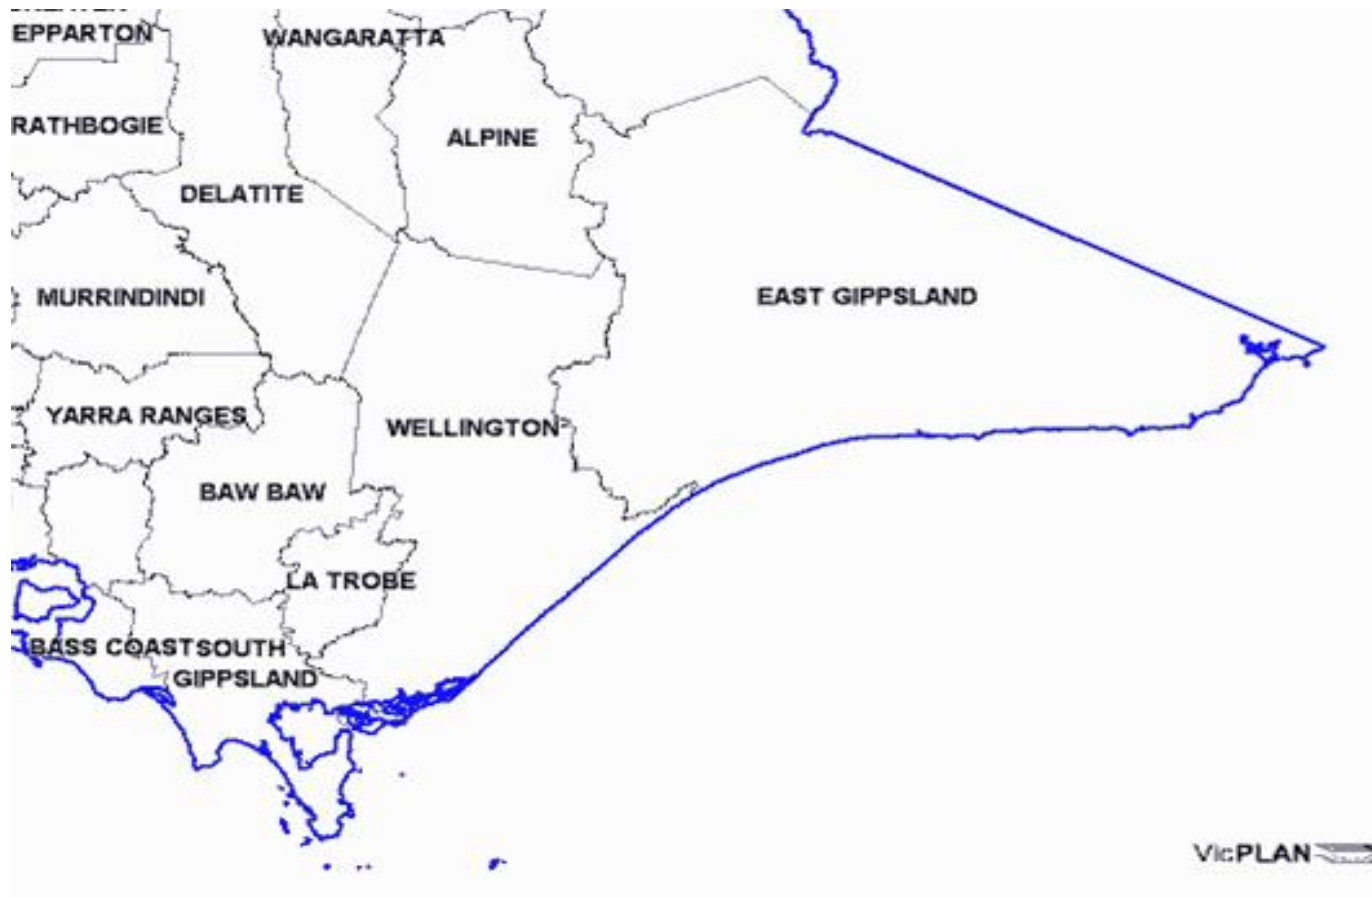 EPPARTON
WANGARATTA
RATHBOGIE
ALPINE
DELATITE
MURRINDINDI
EAST GIPPSLAND
YARRA RANGES
WELLINGTON
BAW BAW
LA TROBE
BASS COAST
SOUTH
GIPPSLAND
VicPLAN